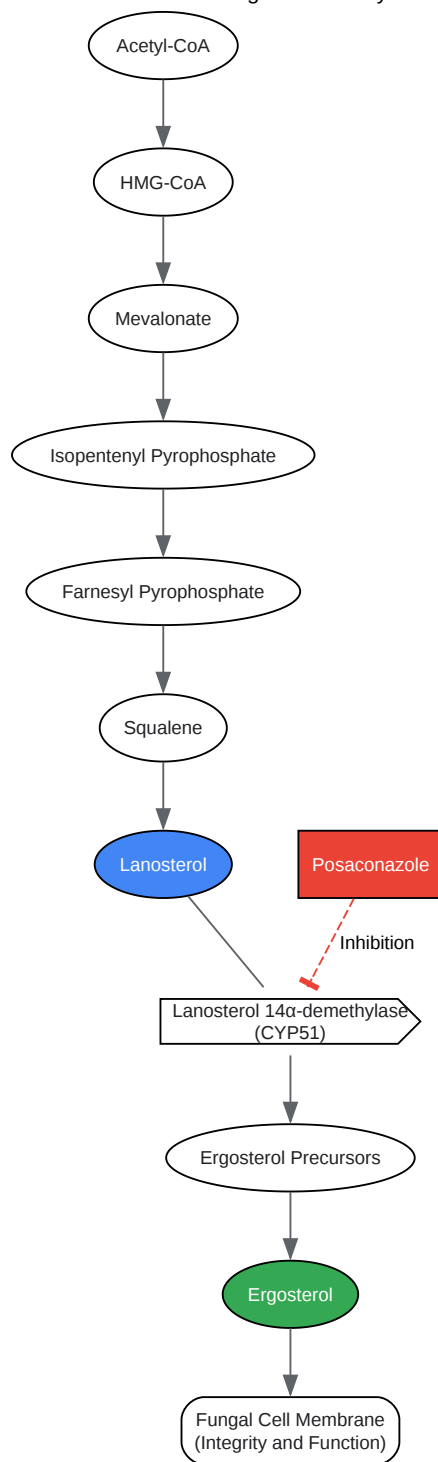 Acetyl-CoA
HMG-CoA
Mevalonate
Isopentenyl Pyrophosphate
Farnesyl Pyrophosphate
Squalene
Lanosterol
Posaconazole
Inhibition
Lanosterol 14α-demethylase
(CYP51)
Ergosterol Precursors
Ergosterol
Fungal Cell Membrane
(Integrity and Function)